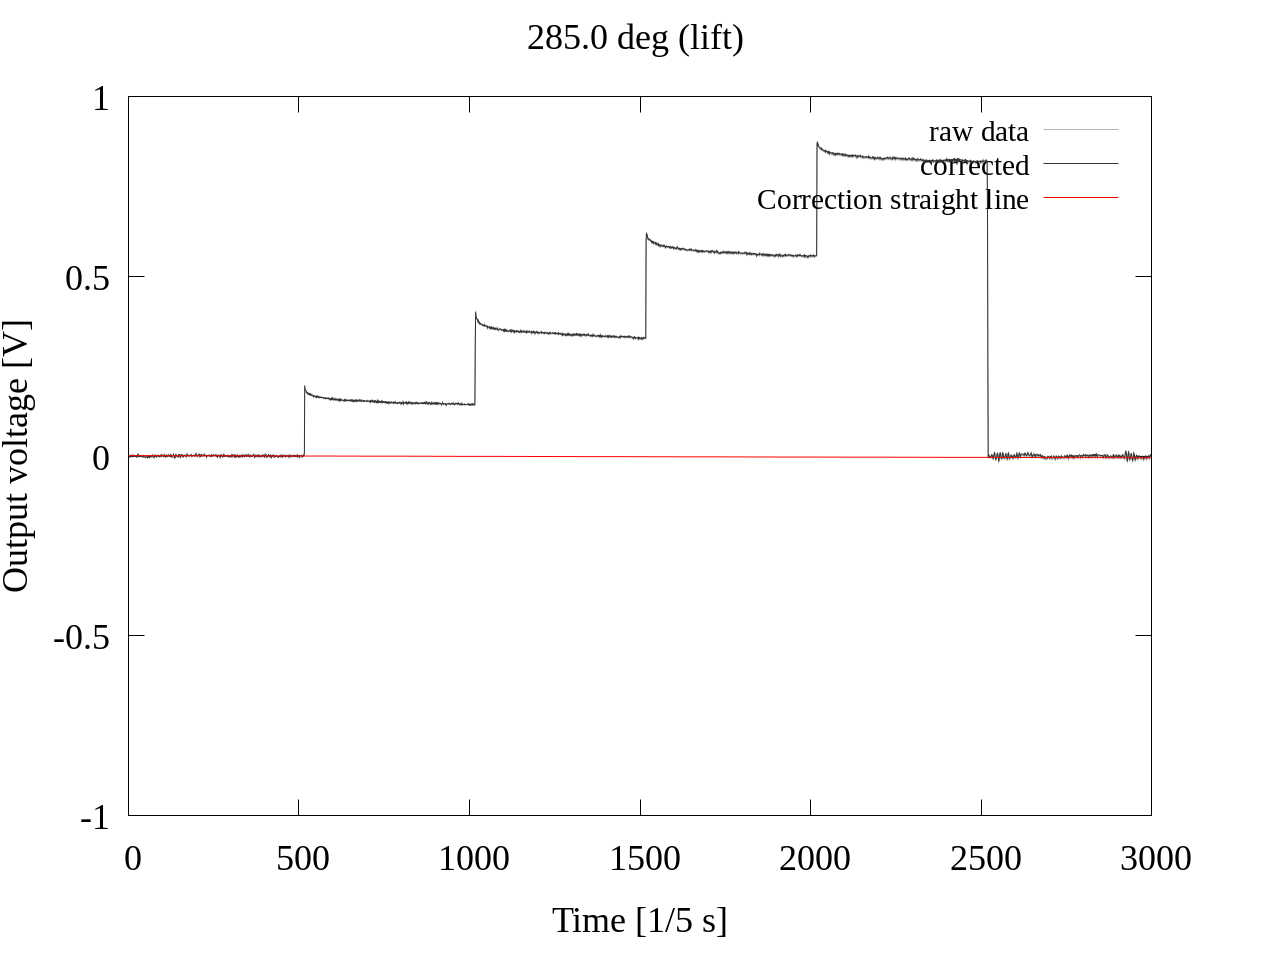 285.0 deg (lift)
1
0.5
0
-0.5
-1
Output voltage [V]
raw data
corrected
Correction straight line
0 500 1000 1500 2000 2500 3000
Time [1/5 s]